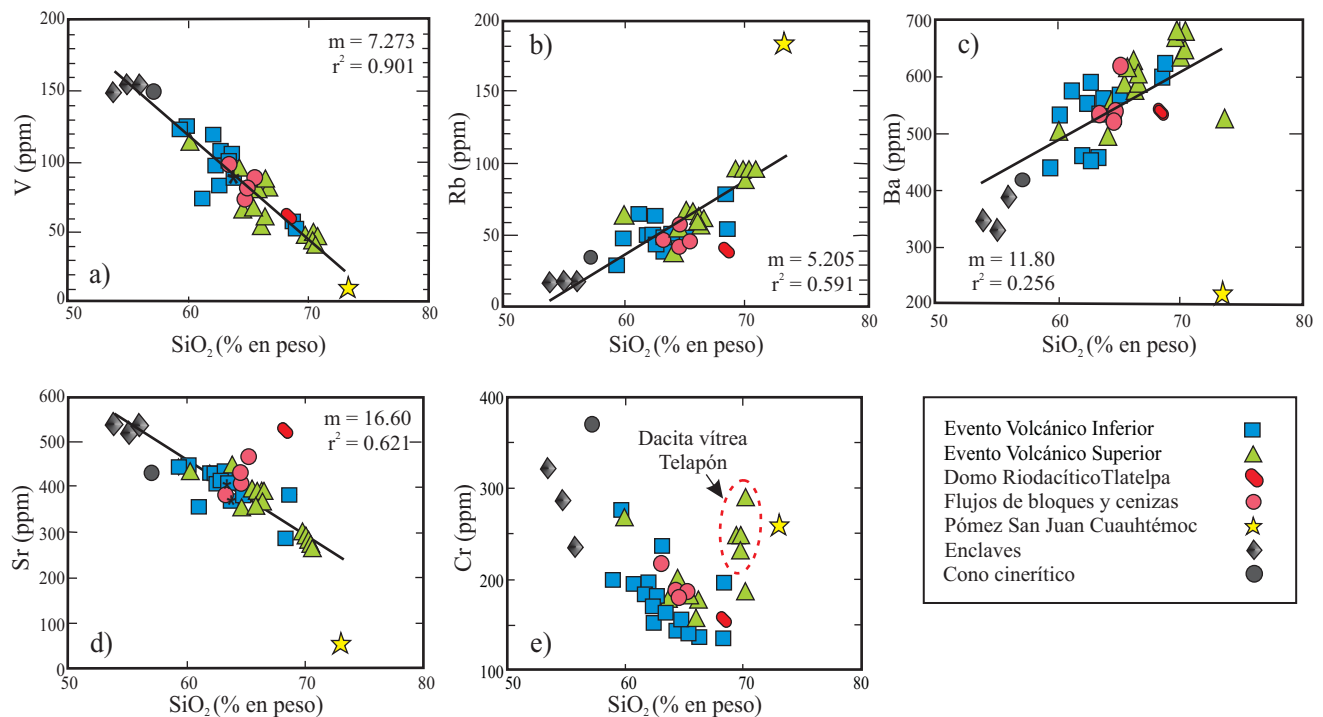 a)
m = 7.273
r² = 0.901
V (ppm)
200
150
100
50
0
50
60
70
80
SiO₂ (% en peso)
b)
m = 5.205
r² = 0.591
Rb (ppm)
200
150
100
50
0
50
60
70
80
SiO₂ (% en peso)
c)
m = 11.80
r² = 0.256
Ba (ppm)
700
600
500
400
300
200
50
60
70
80
SiO₂ (% en peso)
d)
m = 16.60
r² = 0.621
Sr (ppm)
600
500
400
300
200
100
0
50
60
70
80
SiO₂ (% en peso)
e)
Dacita vítrea
Telapón
Cr (ppm)
400
300
200
100
50
60
70
80
SiO₂ (% en peso)
Evento Volcánico Inferior
Evento Volcánico Superior
Domo RiodacíticoTlatelpa
Flujos de bloques y cenizas
Pómez San Juan Cuauhtémoc
Enclaves
Cono cinerítico